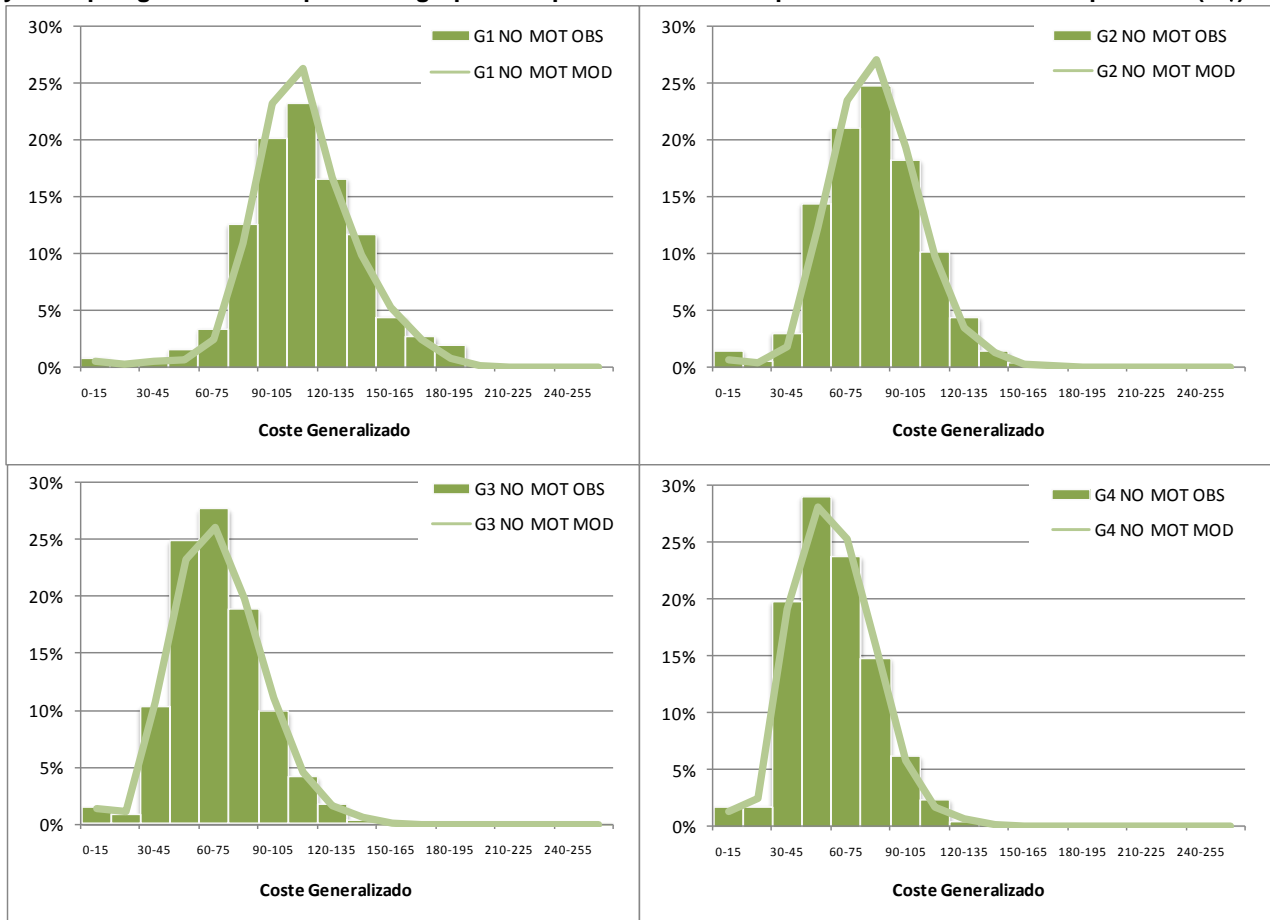 30%
G1 NO MOT OBS
G1 NO MOT MOD
25%
20%
15%
10%
5%
0%
0-15 30-45 60-75 90-105 120-135 150-165 180-195 210-225 240-255
Coste Generalizado
30%
G2 NO MOT OBS
G2 NO MOT MOD
25%
20%
15%
10%
5%
0%
0-15 30-45 60-75 90-105 120-135 150-165 180-195 210-225 240-255
Coste Generalizado
30%
G3 NO MOT OBS
G3 NO MOT MOD
25%
20%
15%
10%
5%
0%
0-15 30-45 60-75 90-105 120-135 150-165 180-195 210-225 240-255
Coste Generalizado
30%
G4 NO MOT OBS
G4 NO MOT MOD
25%
20%
15%
10%
5%
0%
0-15 30-45 60-75 90-105 120-135 150-165 180-195 210-225 240-255
Coste Generalizado